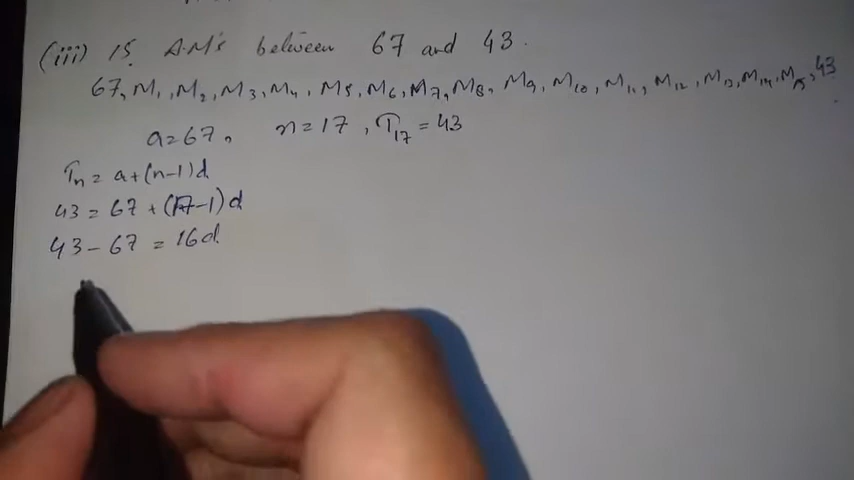 (iii) 15. A.M's between 67 and 43.
67, M1, M2, M3, M4, M5, M6, M7, M8, M9, M10, M11, M12, M13, M14, M15, 43
a=67, n=17, T17=43
Tn = a+(n-1)d
43 = 67 + (17-1)d
43-67 = 16d